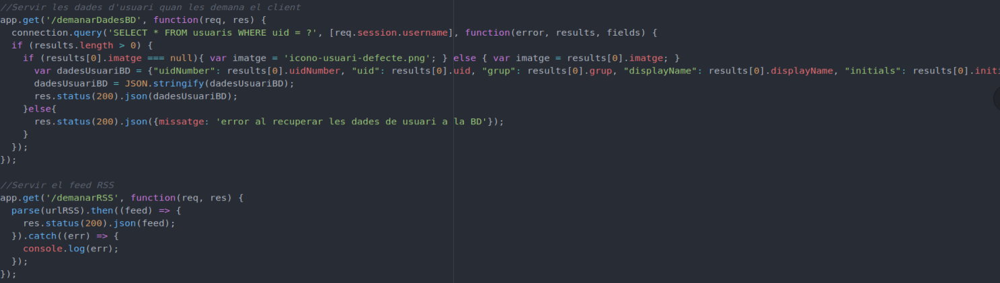 //Servir les dades d'usuari quan les demana el client
app.get('/demanarDadesBD', function(req, res) {
  connection.query('SELECT * FROM usuaris WHERE uid = ?', [req.session.username], function(error, results, fields) {
  if (results.length > 0) {
    if (results[0].imatge === null){ var imatge = 'icono-usuari-defecte.png'; } else { var imatge = results[0].imatge; }
      var dadesUsuariBD = {"uidNumber": results[0].uidNumber, "uid": results[0].uid, "grup": results[0].grup, "displayName": results[0].displayName, "initials": results[0].initi
      dadesUsuariBD = JSON.stringify(dadesUsuariBD);
      res.status(200).json(dadesUsuariBD);
    }else{
      res.status(200).json({missatge: 'error al recuperar les dades de usuari a la BD'});
    }
  });
});

//Servir el feed RSS
app.get('/demanarRSS', function(req, res) {
  parse(urlRSS).then((feed) => {
    res.status(200).json(feed);
  }).catch((err) => {
    console.log(err);
  });
});